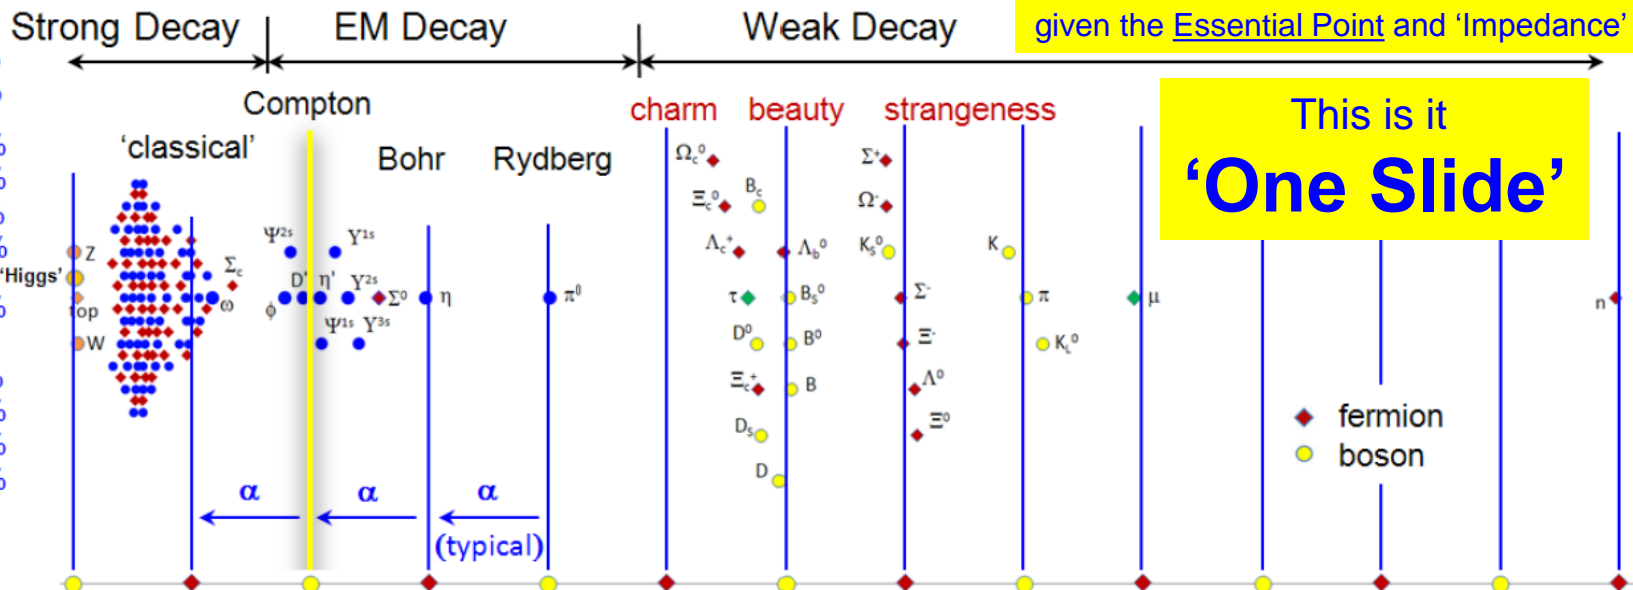 Strong Decay
EM Decay
Weak Decay
given the Essential Point and ‘Impedance’
This is it
‘One Slide’
Compton
‘classical’
Bohr
Rydberg
charm
beauty
strangeness
Ωc⁰
Ξc⁰
Λc⁺
τ
D⁰
Ξc⁺
Ds
D
Bc
Λb⁰
Bs⁰
B⁰
B
Σ⁺
Ω⁻
Ks⁰
Σ⁻
Ξ⁻
Λ⁰
Ξ⁰
K
π
KL⁰
μ
n
Z
‘Higgs’
top
W
Σc
ω
Ψ²ˢ
Υ¹ˢ
ϕ
η'
Υ²ˢ
Σ⁰
Ψ¹ˢ
Υ³ˢ
η
π⁰
fermion
boson
α
α
α
(typical)